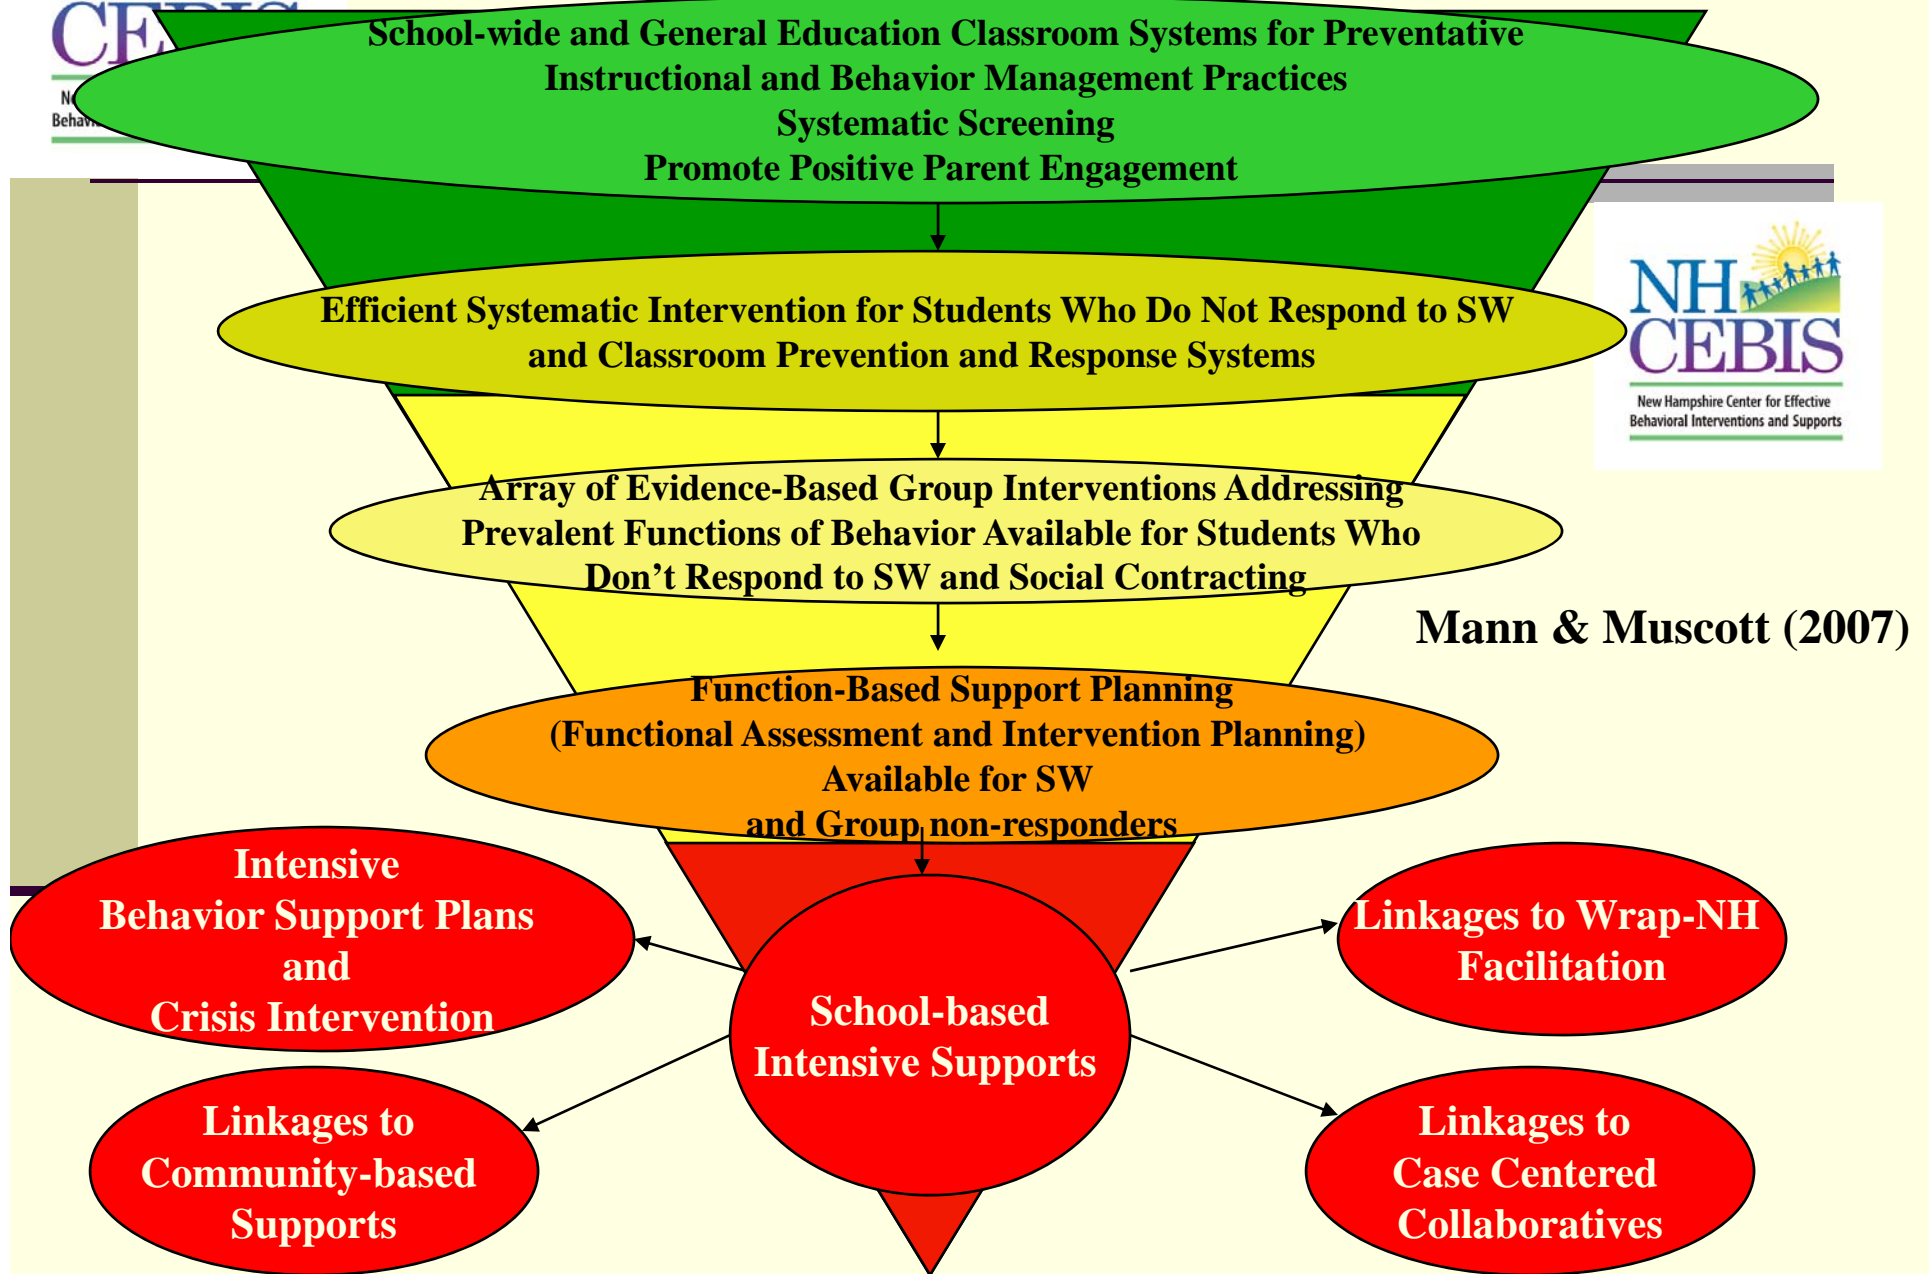 School-wide and General Education Classroom Systems for Preventative
Instructional and Behavior Management Practices
Systematic Screening
Promote Positive Parent Engagement
Efficient Systematic Intervention for Students Who Do Not Respond to SW
and Classroom Prevention and Response Systems
NH
CEBIS
New Hampshire Center for Effective
Behavioral Interventions and Supports
Array of Evidence-Based Group Interventions Addressing
Prevalent Functions of Behavior Available for Students Who
Don’t Respond to SW and Social Contracting
Mann & Muscott (2007)
Function-Based Support Planning
(Functional Assessment and Intervention Planning)
Available for SW
and Group non-responders
Intensive
Behavior Support Plans
and
Crisis Intervention
Linkages to Wrap-NH
Facilitation
School-based
Intensive Supports
Linkages to
Community-based
Supports
Linkages to
Case Centered
Collaboratives